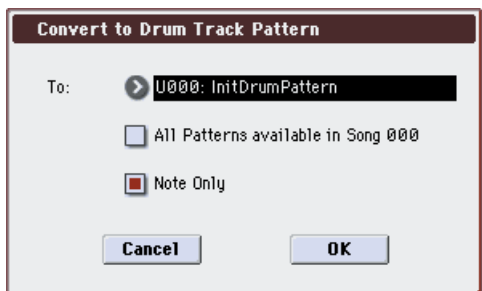 Convert to Drum Track Pattern
To: U000: InitDrumPattern
All Patterns available in Song 000
Note Only
Cancel OK